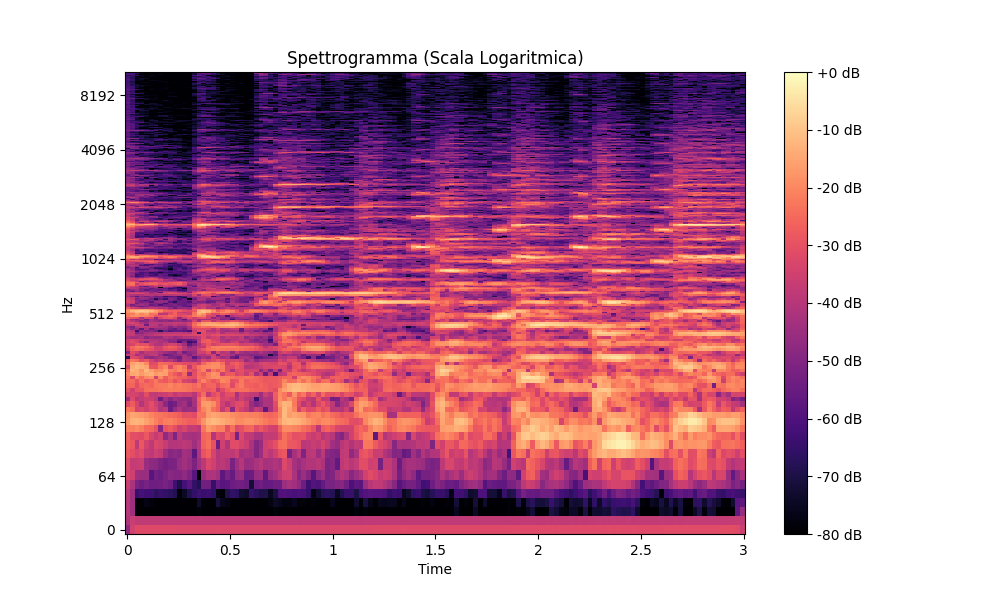 Spettrogramma (Scala Logaritmica)
8192
4096
2048
1024
512
256
128
64
0
Hz
0
0.5
1
1.5
2
2.5
3
Time
+0 dB
-10 dB
-20 dB
-30 dB
-40 dB
-50 dB
-60 dB
-70 dB
-80 dB